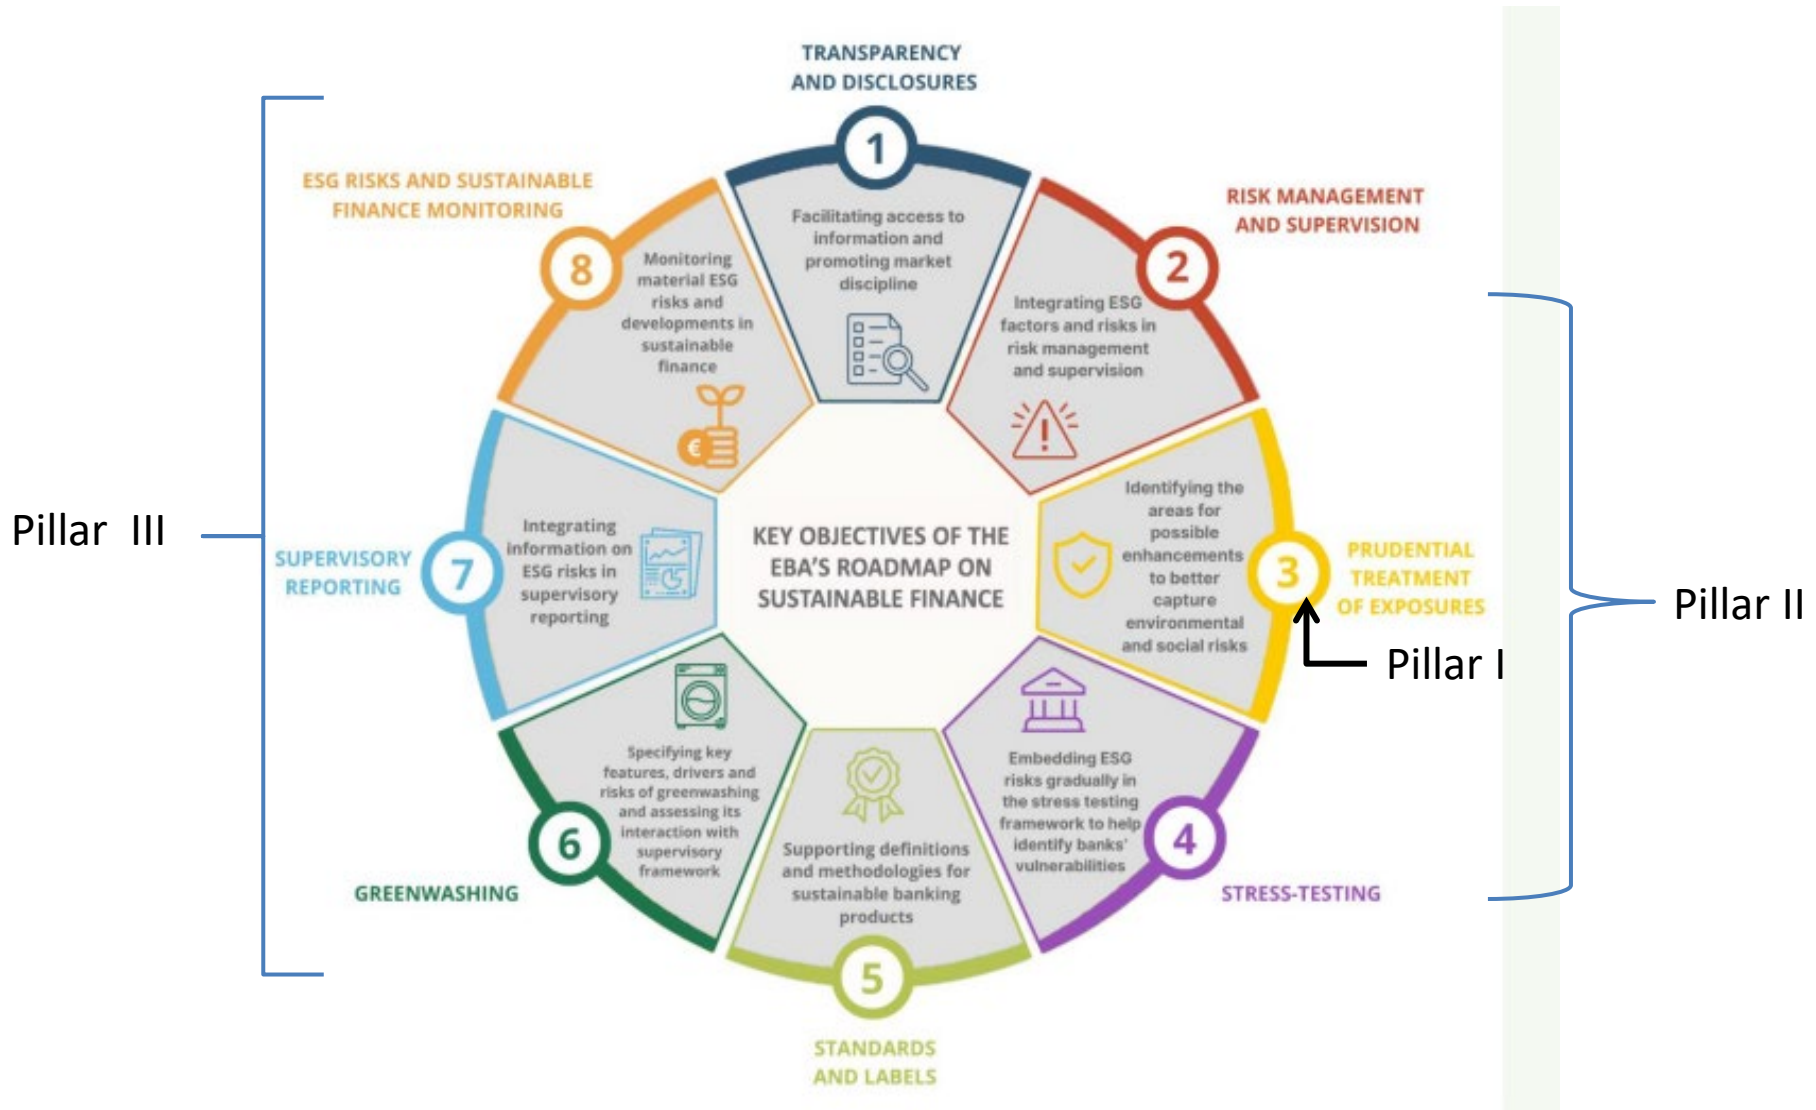 TRANSPARENCY
AND DISCLOSURES
1
Facilitating access to
information and
promoting market
discipline
RISK MANAGEMENT
AND SUPERVISION
2
Integrating ESG
factors and risks in
risk management
and supervision
PRUDENTIAL
TREATMENT
OF EXPOSURES
3
Identifying the
areas for
possible
enhancements
to better
capture
environmental
and social risks
Pillar I
Pillar II
STRESS-TESTING
4
Embedding ESG
risks gradually in
the stress testing
framework to help
identify banks'
vulnerabilities
5
Supporting definitions
and methodologies for
sustainable banking
products
STANDARDS
AND LABELS
GREENWASHING
6
Specifying key
features, drivers and
risks of greenwashing
and assessing its
interaction with
supervisory
framework
SUPERVISORY
REPORTING
7
Integrating
information on
ESG risks in
supervisory
reporting
ESG RISKS AND SUSTAINABLE
FINANCE MONITORING
8
Monitoring
material ESG
risks and
developments in
sustainable
finance
€
Pillar III
KEY OBJECTIVES OF THE
EBA'S ROADMAP ON
SUSTAINABLE FINANCE